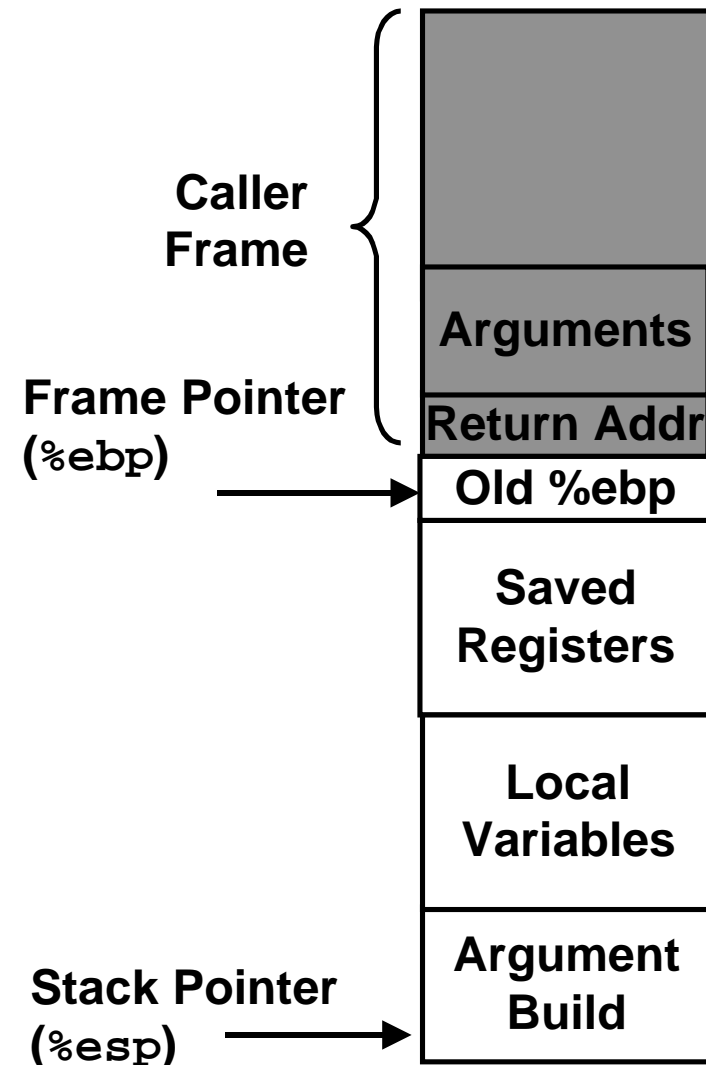 Caller
Frame
Arguments
Frame Pointer
(%ebp)
Return Addr
Old %ebp
Saved
Registers
Local
Variables
Argument
Build
Stack Pointer
(%esp)